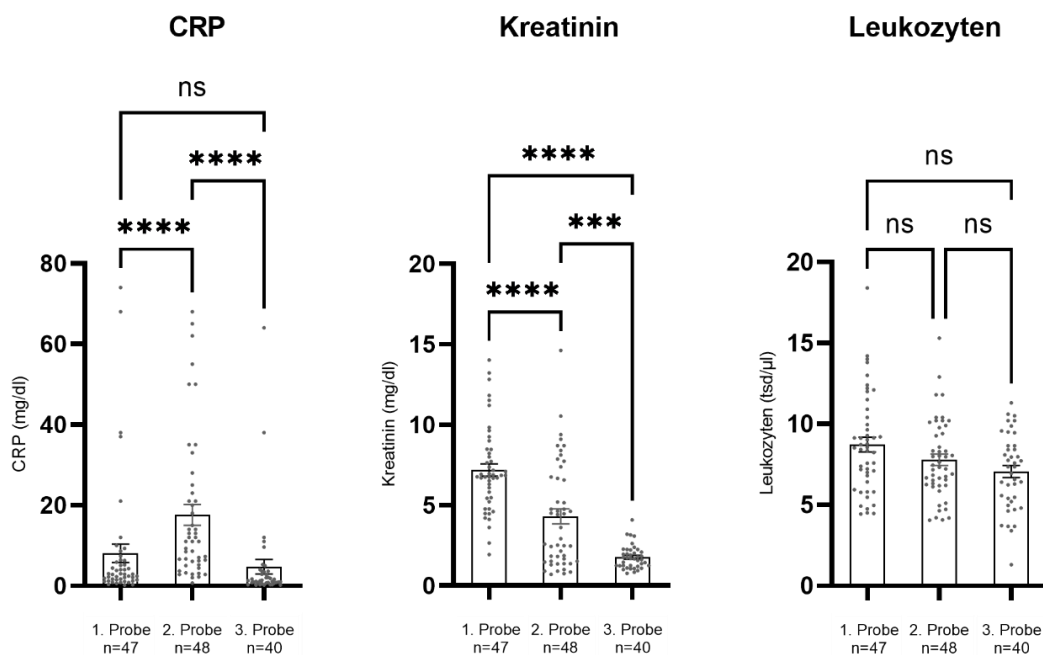 CRP
ns
****
****
80
60
40
20
0
CRP (mg/dl)
1. Probe
n=47
2. Probe
n=48
3. Probe
n=40
Kreatinin
****
***
****
20
15
10
5
0
Kreatinin (mg/dl)
1. Probe
n=47
2. Probe
n=48
3. Probe
n=40
Leukozyten
ns
ns
ns
20
15
10
5
0
Leukozyten (tsd/µl)
1. Probe
n=47
2. Probe
n=48
3. Probe
n=40